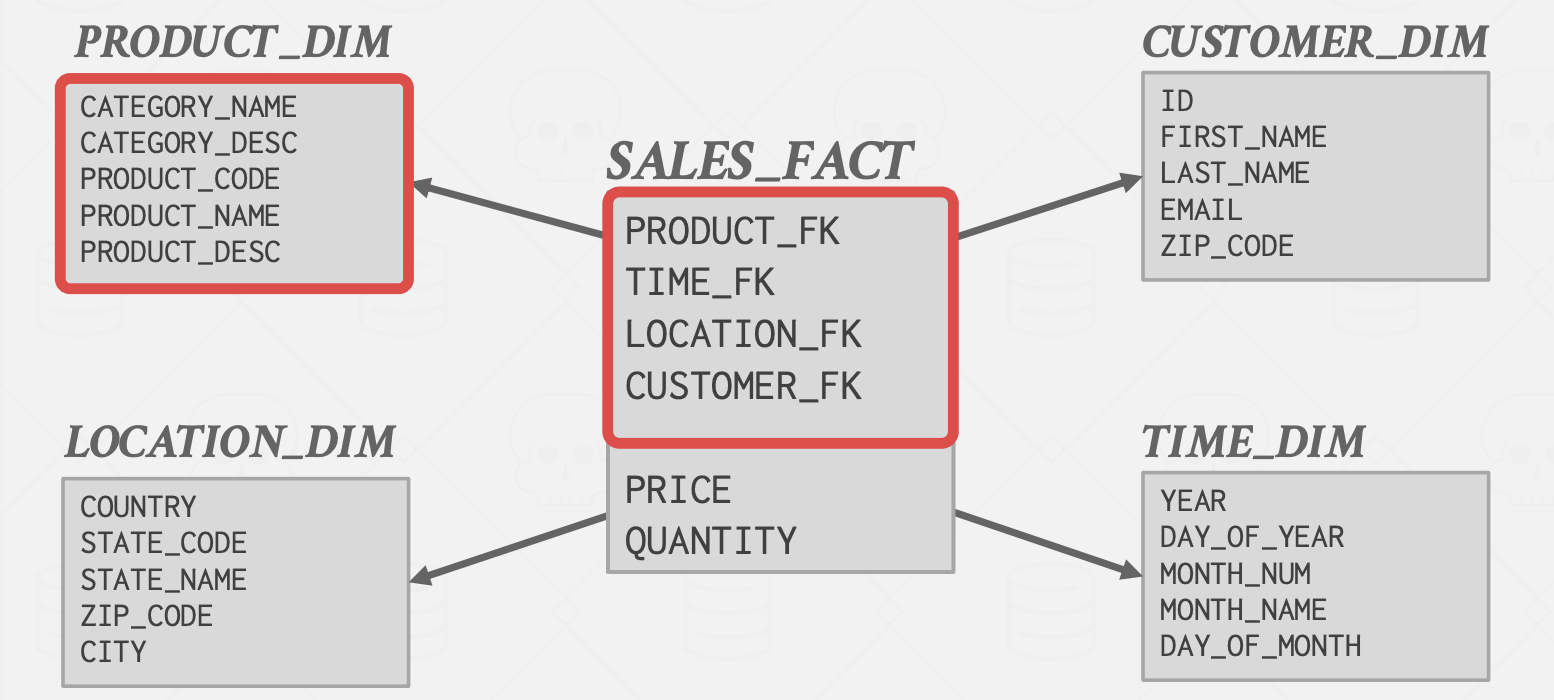 PRODUCT_DIM
CATEGORY_NAME
CATEGORY_DESC
PRODUCT_CODE
PRODUCT_NAME
PRODUCT_DESC
LOCATION_DIM
COUNTRY
STATE_CODE
STATE_NAME
ZIP_CODE
CITY
SALES_FACT
PRODUCT_FK
TIME_FK
LOCATION_FK
CUSTOMER_FK
PRICE
QUANTITY
CUSTOMER_DIM
ID
FIRST_NAME
LAST_NAME
EMAIL
ZIP_CODE
TIME_DIM
YEAR
DAY_OF_YEAR
MONTH_NUM
MONTH_NAME
DAY_OF_MONTH